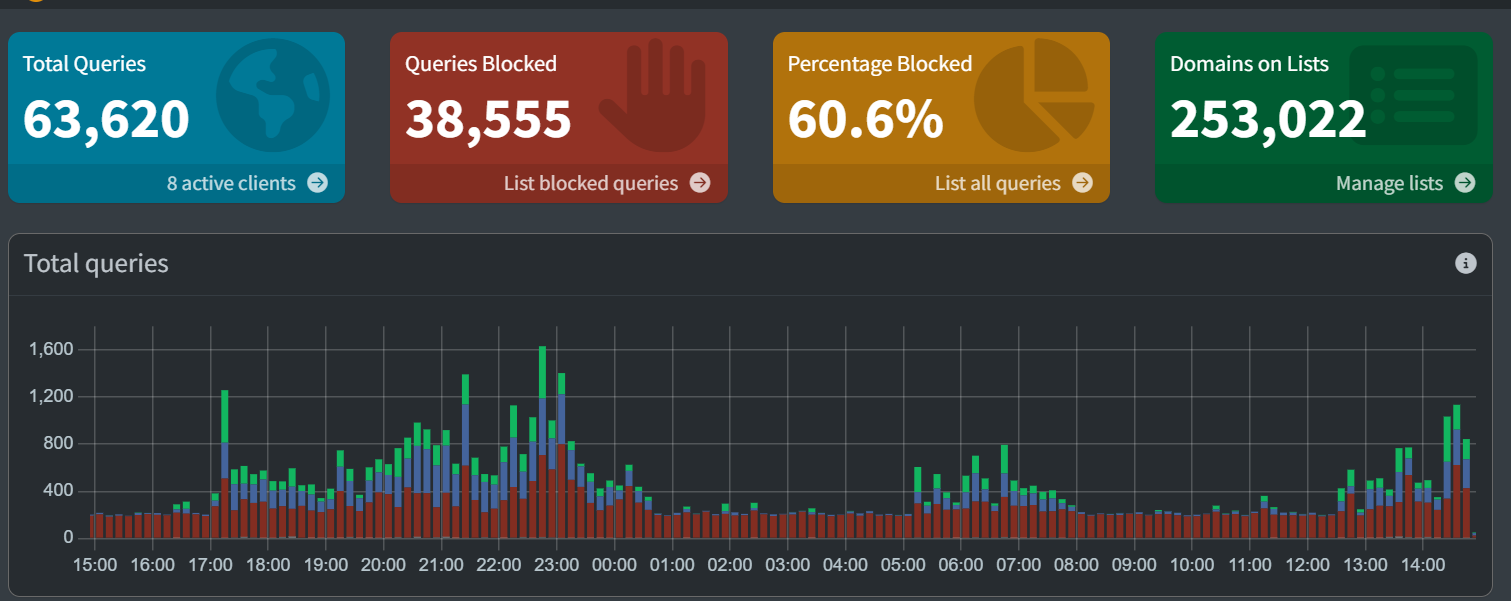 Total Queries
63,620
8 active clients
Queries Blocked
38,555
List blocked queries
Percentage Blocked
60.6%
List all queries
Domains on Lists
253,022
Manage lists
Total queries
1,600
1,200
800
400
0
15:00 16:00 17:00 18:00 19:00 20:00 21:00 22:00 23:00 00:00 01:00 02:00 03:00 04:00 05:00 06:00 07:00 08:00 09:00 10:00 11:00 12:00 13:00 14:00